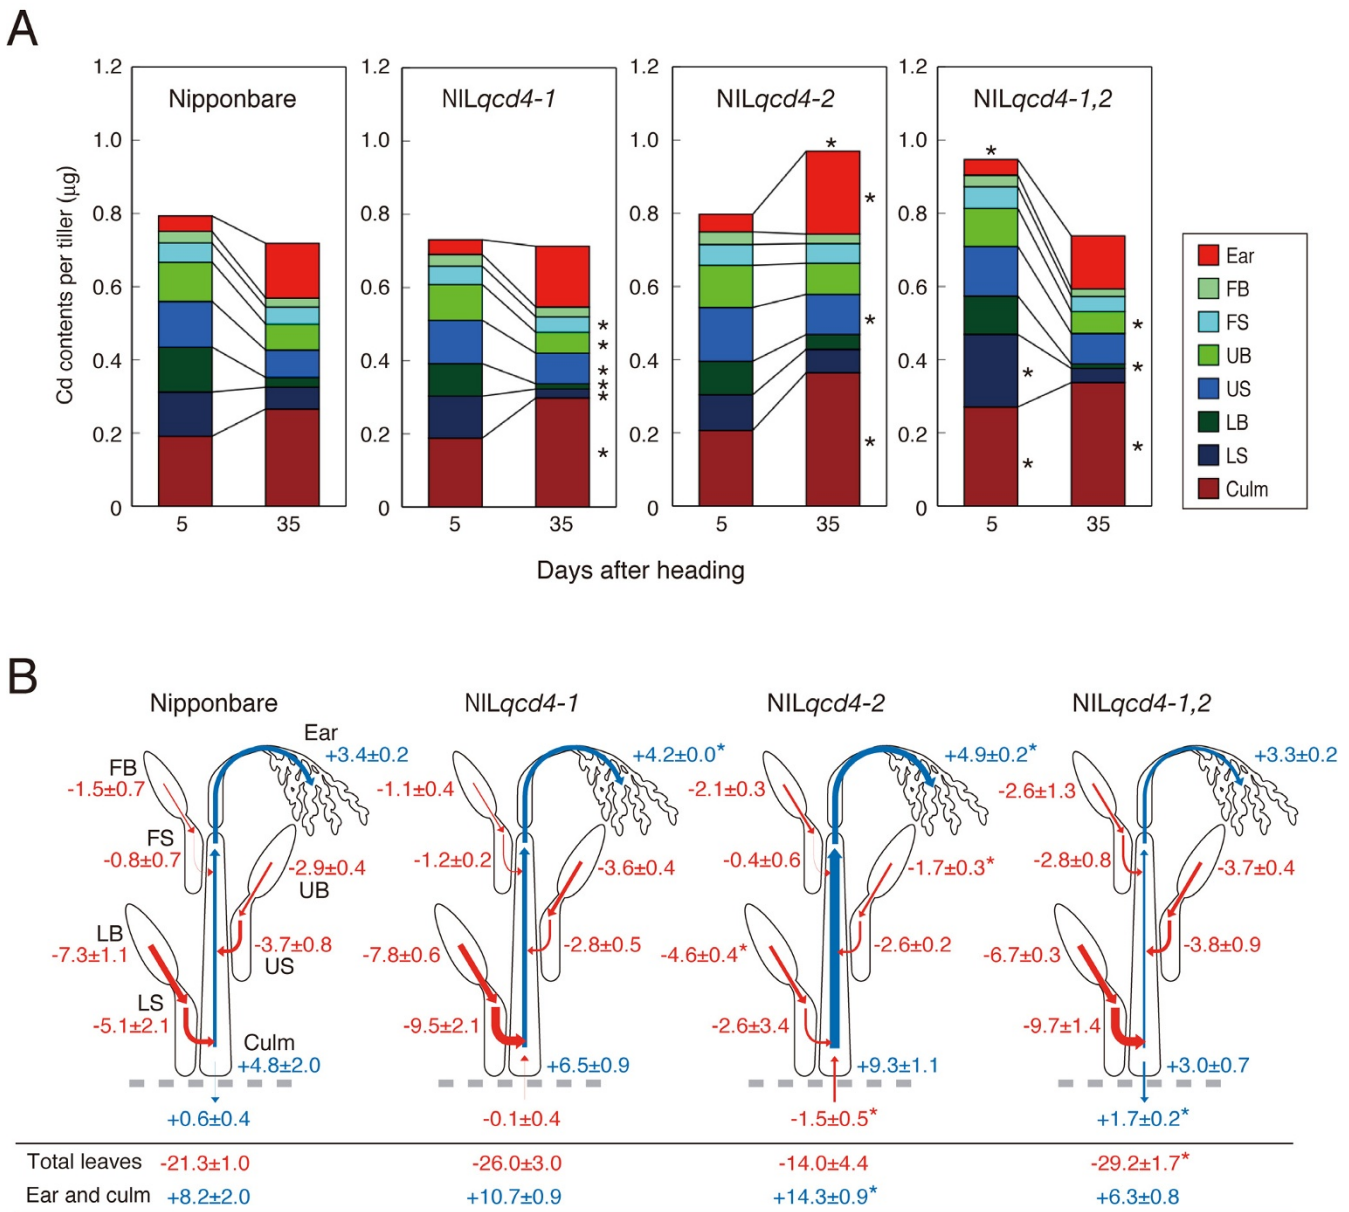 A
Nipponbare
NILqcd4-1
NILqcd4-2
NILqcd4-1,2
Cd contents per tiller (μg)
1.2 1.2 1.2 1.2
1.0 1.0 1.0 1.0
0.8 0.8 0.8 0.8
0.6 0.6 0.6 0.6
0.4 0.4 0.4 0.4
0.2 0.2 0.2 0.2
0 0 0 0
* * * * * * * * * * * * * * * *
5 35 5 35 5 35 5 35
Days after heading
Ear
FB
FS
UB
US
LB
LS
Culm
B
Nipponbare
Ear
+3.4±0.2
FB
-1.5±0.7
FS
-0.8±0.7
-2.9±0.4
UB
LB
-7.3±1.1
-3.7±0.8
US
LS
-5.1±2.1
Culm
+4.8±2.0
+0.6±0.4
NILqcd4-1
+4.2±0.0*
-1.1±0.4
-1.2±0.2
-3.6±0.4
-7.8±0.6
-2.8±0.5
-9.5±2.1
+6.5±0.9
-0.1±0.4
NILqcd4-2
+4.9±0.2*
-2.1±0.3
-0.4±0.6
-1.7±0.3*
-4.6±0.4*
-2.6±0.2
-2.6±3.4
+9.3±1.1
-1.5±0.5*
NILqcd4-1,2
+3.3±0.2
-2.6±1.3
-2.8±0.8
-3.7±0.4
-6.7±0.3
-3.8±0.9
-9.7±1.4
+3.0±0.7
+1.7±0.2*
Total leaves -21.3±1.0 -26.0±3.0 -14.0±4.4 -29.2±1.7*
Ear and culm +8.2±2.0 +10.7±0.9 +14.3±0.9* +6.3±0.8